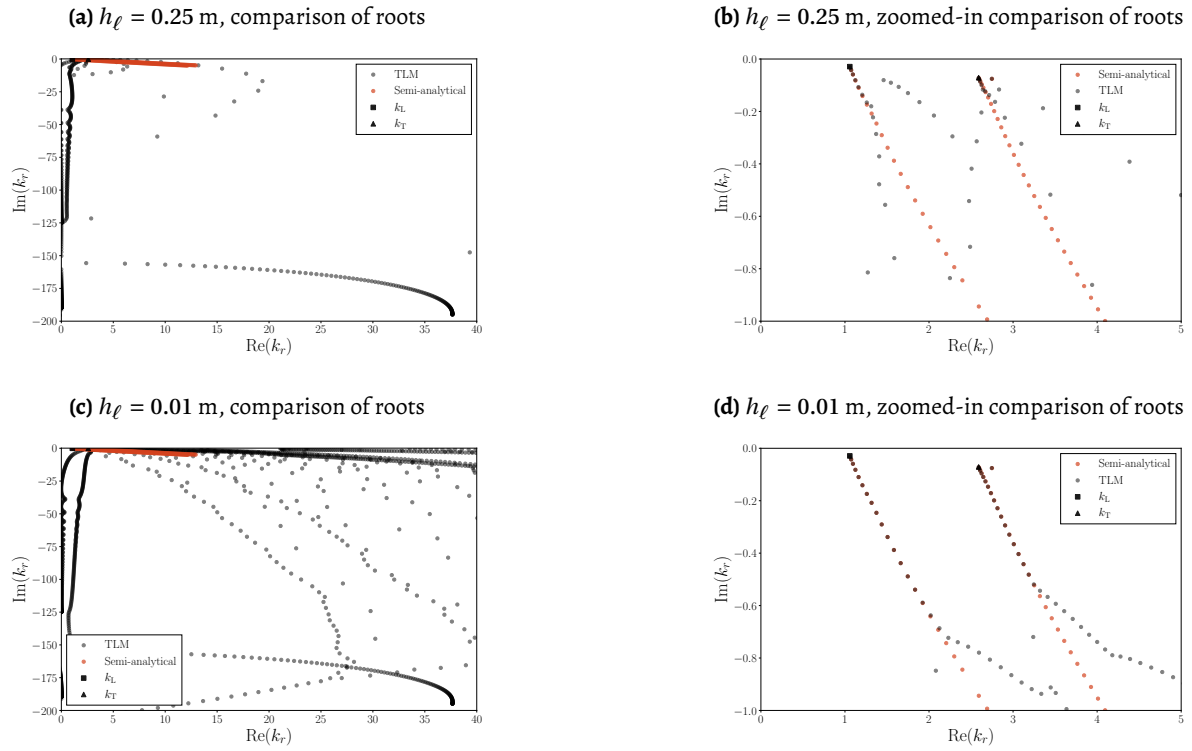 (a) hℓ = 0.25 m, comparison of roots
0
−25
−50
−75
−100
−125
−150
−175
−200
Im(kr)
0 5 10 15 20 25 30 35 40
Re(kr)
TLM
Semi-analytical
kL
kT
(b) hℓ = 0.25 m, zoomed-in comparison of roots
0.0
−0.2
−0.4
−0.6
−0.8
−1.0
Im(kr)
0 1 2 3 4 5
Re(kr)
Semi-analytical
TLM
kL
kT
(c) hℓ = 0.01 m, comparison of roots
0
−25
−50
−75
−100
−125
−150
−175
−200
Im(kr)
0 5 10 15 20 25 30 35 40
Re(kr)
TLM
Semi-analytical
kL
kT
(d) hℓ = 0.01 m, zoomed-in comparison of roots
0.0
−0.2
−0.4
−0.6
−0.8
−1.0
Im(kr)
0 1 2 3 4 5
Re(kr)
Semi-analytical
TLM
kL
kT